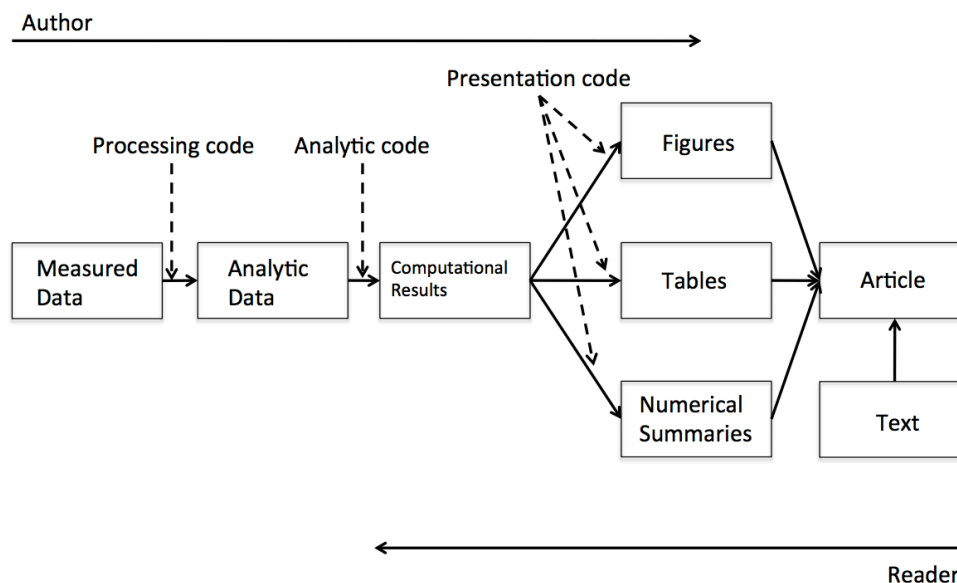 Author
Presentation code
Processing code
Analytic code
Figures
Measured
Data
Analytic
Data
Computational
Results
Tables
Article
Numerical
Summaries
Text
Reader